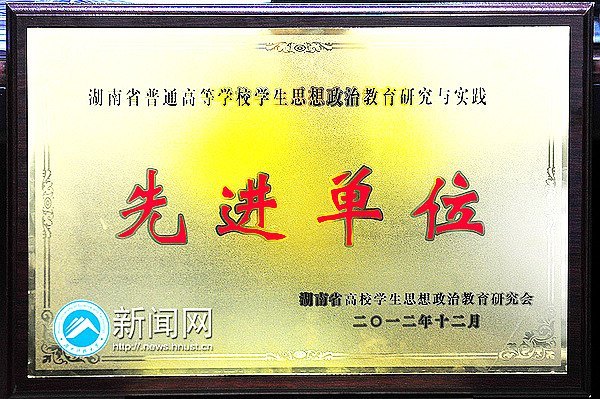 湖南省普通高等学校学生思想政治教育研究与实践
先进单位
湖南省高校学生思想政治教育研究会
二〇一二年十二月
新闻网
http://news.hnust.cn